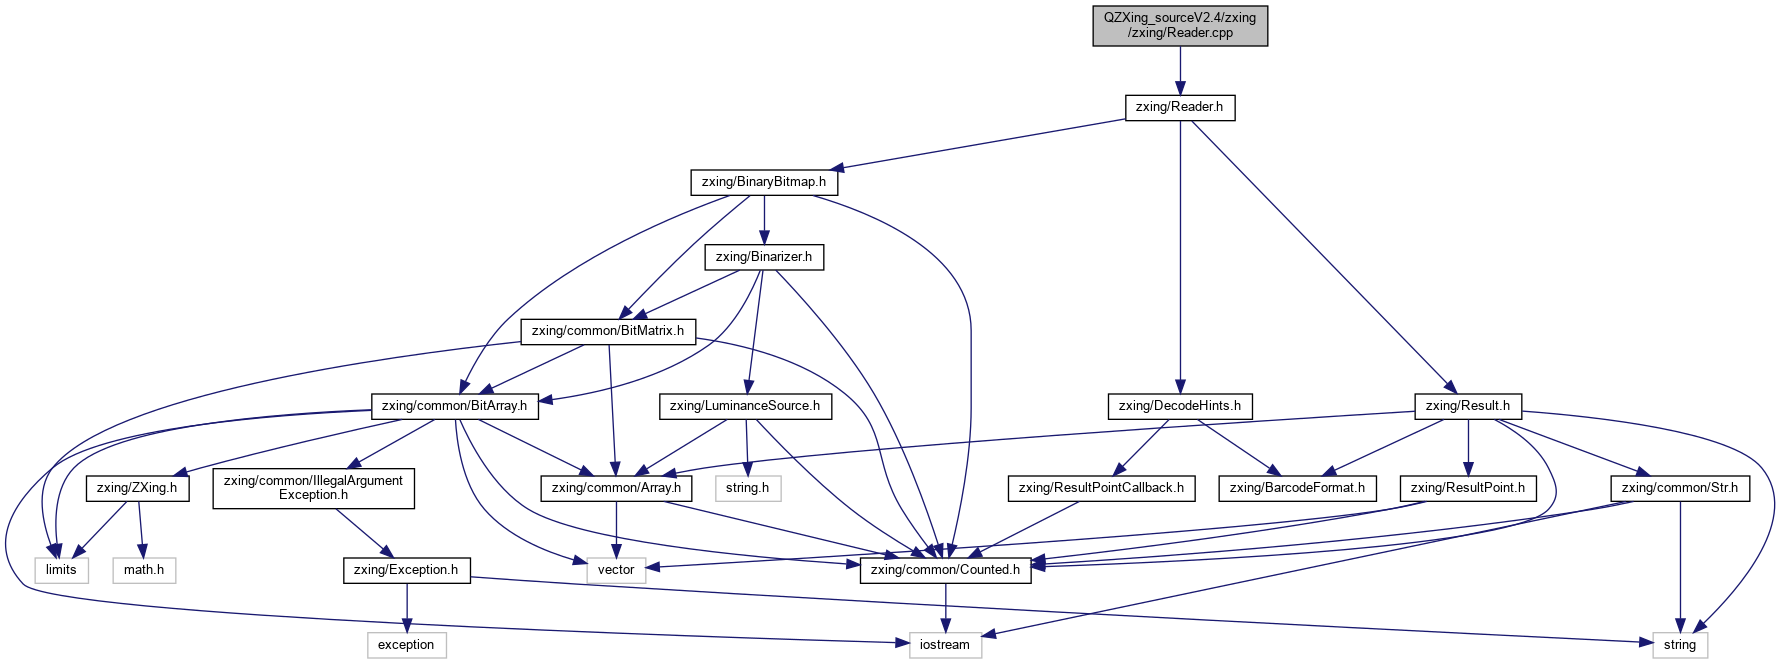 QZXing_sourceV2.4/zxing
/zxing/Reader.cpp
zxing/Reader.h
zxing/BinaryBitmap.h
zxing/Binarizer.h
zxing/common/BitMatrix.h
zxing/common/BitArray.h
zxing/LuminanceSource.h
zxing/DecodeHints.h
zxing/Result.h
zxing/ZXing.h
zxing/common/IllegalArgument
Exception.h
zxing/common/Array.h
string.h
zxing/ResultPointCallback.h
zxing/BarcodeFormat.h
zxing/ResultPoint.h
zxing/common/Str.h
limits
math.h
zxing/Exception.h
vector
zxing/common/Counted.h
exception
iostream
string